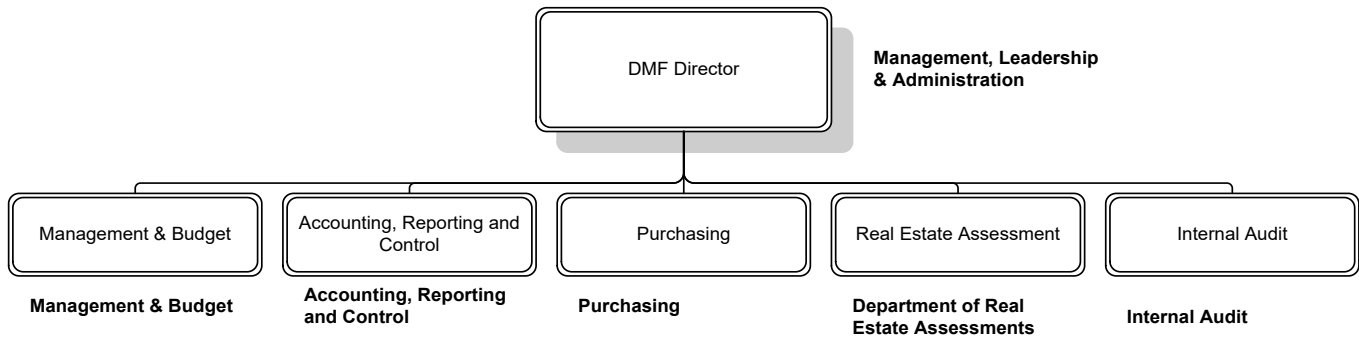 DMF Director
Management, Leadership
& Administration
Management & Budget
Accounting, Reporting and
Control
Purchasing
Real Estate Assessment
Internal Audit
Management & Budget
Accounting, Reporting
and Control
Purchasing
Department of Real
Estate Assessments
Internal Audit